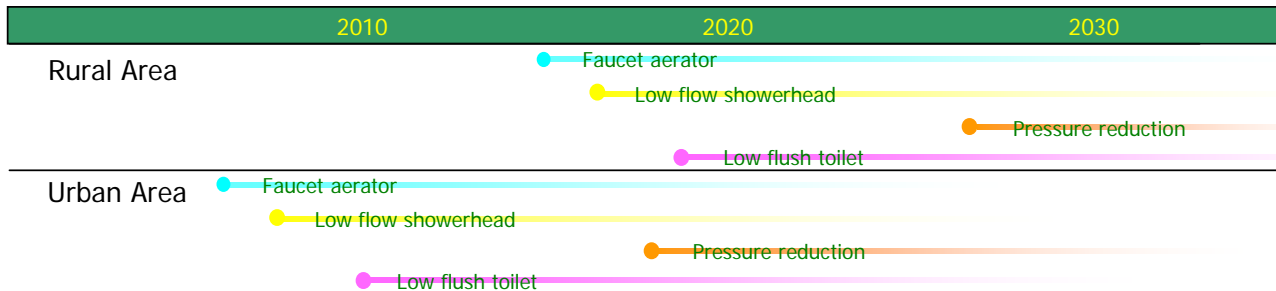 2010 2020 2030
Rural Area
Faucet aerator
Low flow showerhead
Pressure reduction
Low flush toilet
Urban Area
Faucet aerator
Low flow showerhead
Pressure reduction
Low flush toilet